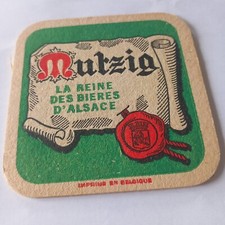 Mutzig
LA REINE
DES BIERES
D'ALSACE
IMPRIMÉ EN BELGIQUE